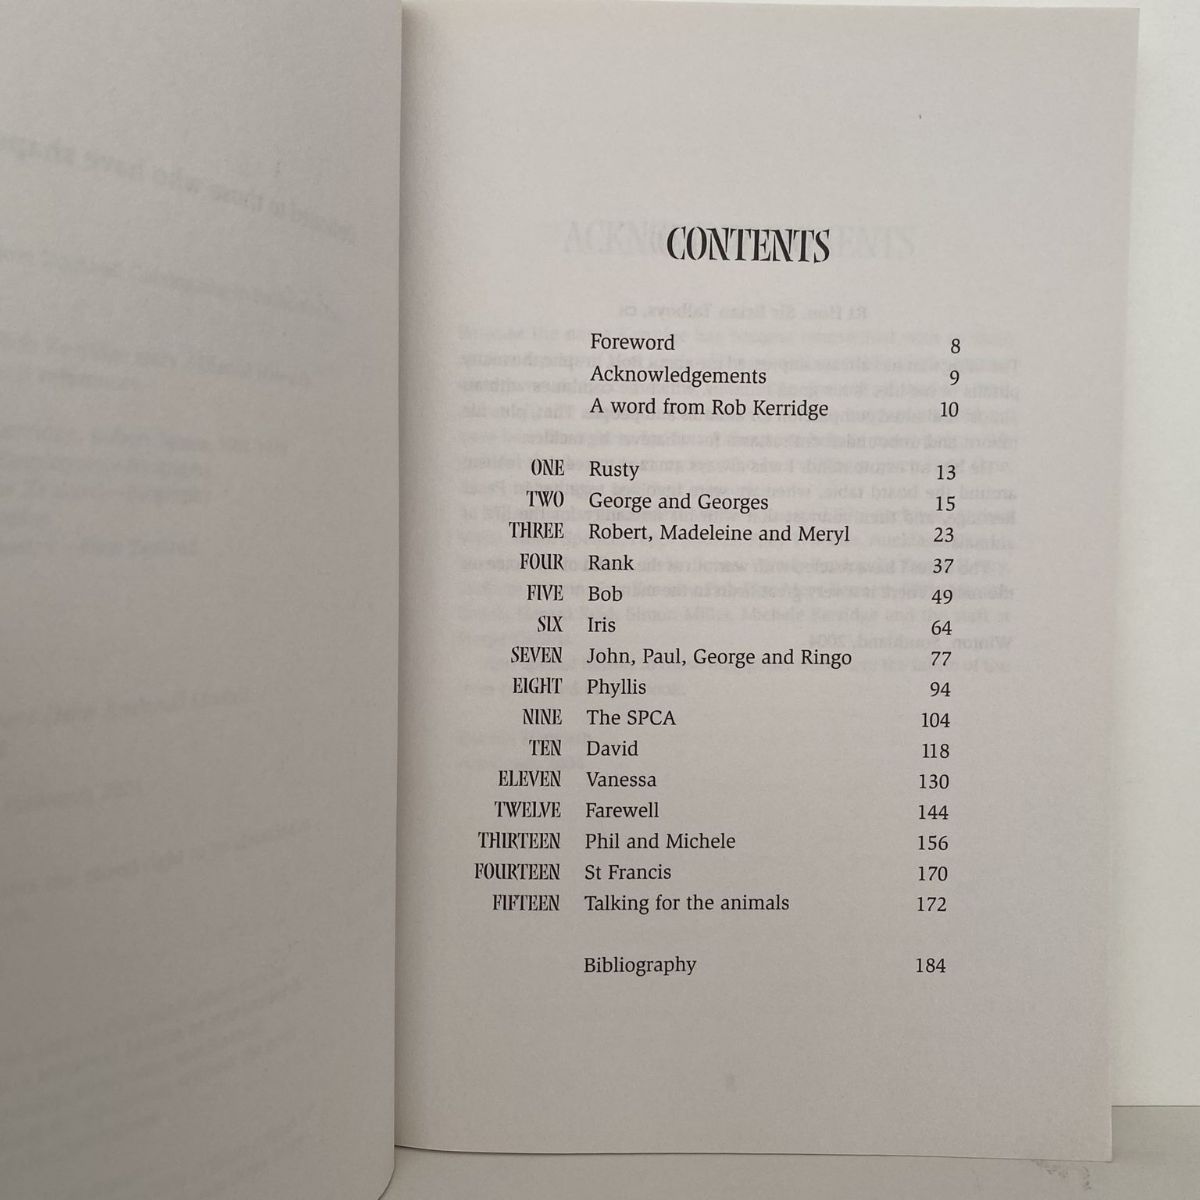 CONTENTS
Foreword 8
Acknowledgements 9
A word from Rob Kerridge 10
ONE Rusty 13
TWO George and Georges 15
THREE Robert, Madeleine and Meryl 23
FOUR Rank 37
FIVE Bob 49
SIX Iris 64
SEVEN John, Paul, George and Ringo 77
EIGHT Phyllis 94
NINE The SPCA 104
TEN David 118
ELEVEN Vanessa 130
TWELVE Farewell 144
THIRTEEN Phil and Michele 156
FOURTEEN St Francis 170
FIFTEEN Talking for the animals 172
Bibliography 184